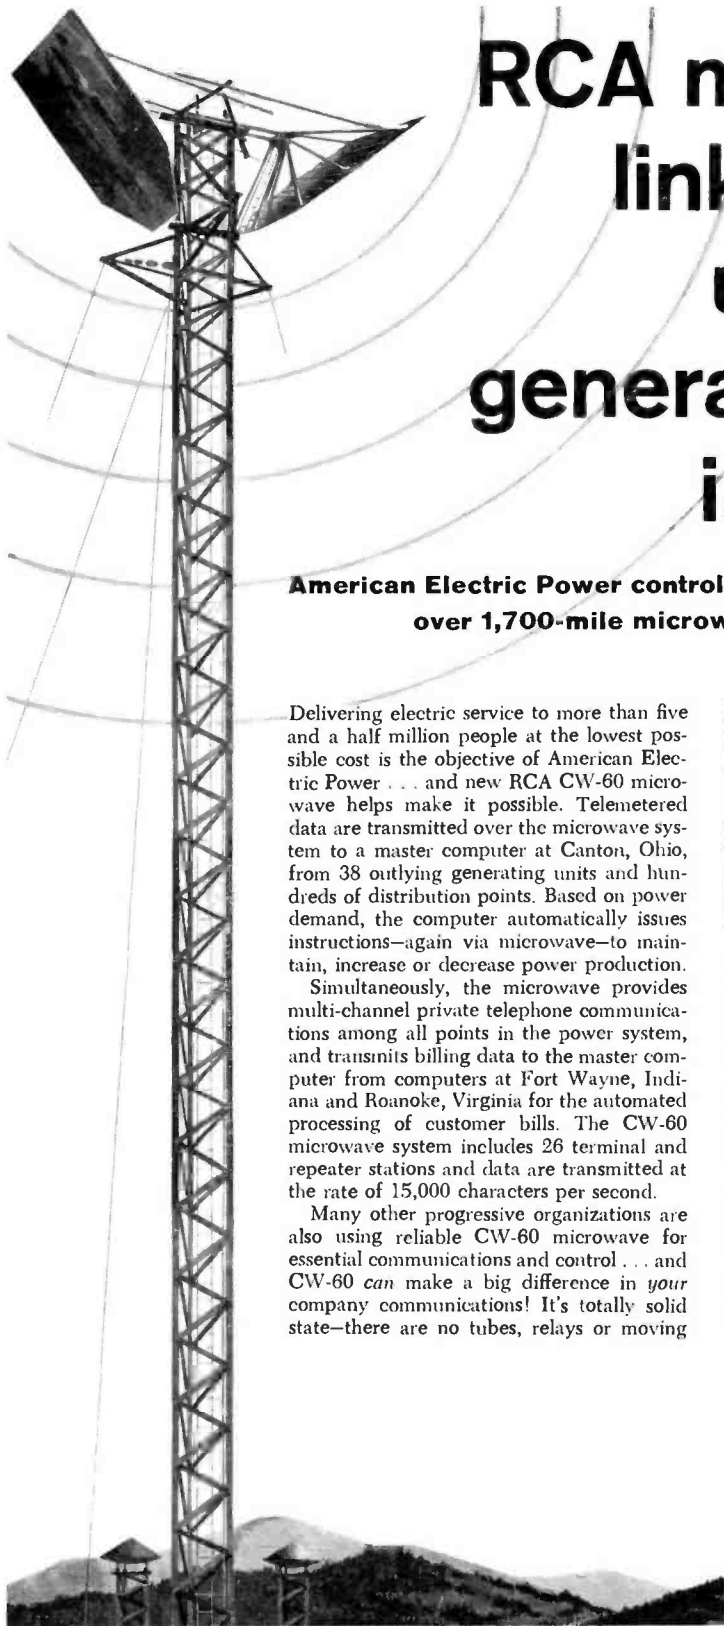 RCA
link
genera
American Electric Power control
over 1,700-mile microw
Delivering electric service to more than five
and a half million people at the lowest pos-
sible cost is the objective of American Elec-
tric Power . . . and new RCA CW-60 micro-
wave helps make it possible. Telemetered
data are transmitted over the microwave sys-
tem to a master computer at Canton, Ohio,
from 38 outlying generating units and hun-
dreds of distribution points. Based on power
demand, the computer automatically issues
instructions—again via microwave—to main-
tain, increase or decrease power production.
Simultaneously, the microwave provides
multi-channel private telephone communica-
tions among all points in the power system,
and transmits billing data to the master com-
puter from computers at Fort Wayne, Indi-
ana and Roanoke, Virginia for the automated
processing of customer bills. The CW-60
microwave system includes 26 terminal and
repeater stations and data are transmitted at
the rate of 15,000 characters per second.
Many other progressive organizations are
also using reliable CW-60 microwave for
essential communications and control . . . and
CW-60 can make a big difference in your
company communications! It's totally solid
state—there are no tubes, relays or moving